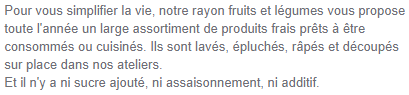 Pour vous simplifier la vie, notre rayon fruits et légumes vous propose
toute l'année un large assortiment de produits frais prêts à être
consommés ou cuisinés. Ils sont lavés, épluchés, râpés et découpés
sur place dans nos ateliers.
Et il n'y a ni sucre ajouté, ni assaisonnement, ni additif.